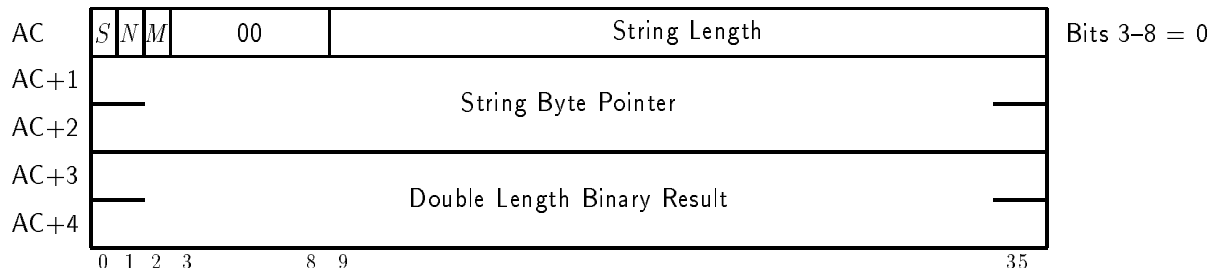 AC S N M 00 String Length Bits 3–8 = 0
AC+1
String Byte Pointer
AC+2
AC+3
Double Length Binary Result
AC+4
0 1 2 3 8 9 35